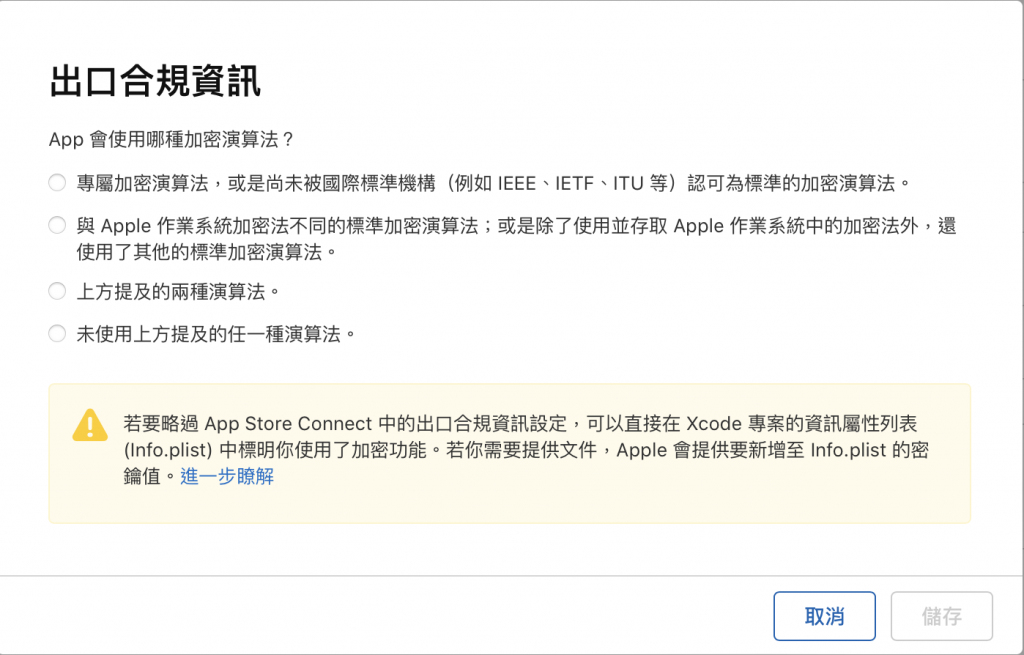 出口合規資訊
App 會使用哪種加密演算法？
專屬加密演算法，或是尚未被國際標準機構（例如 IEEE、IETF、ITU 等）認可為標準的加密演算法。
與 Apple 作業系統加密法不同的標準加密演算法；或是除了使用並存取 Apple 作業系統中的加密法外，還
使用了其他的標準加密演算法。
上方提及的兩種演算法。
未使用上方提及的任一種演算法。
若要略過 App Store Connect 中的出口合規資訊設定，可以直接在 Xcode 專案的資訊屬性列表
(Info.plist) 中標明你使用了加密功能。若你需要提供文件，Apple 會提供要新增至 Info.plist 的密
鑰值。進一步瞭解
取消
儲存